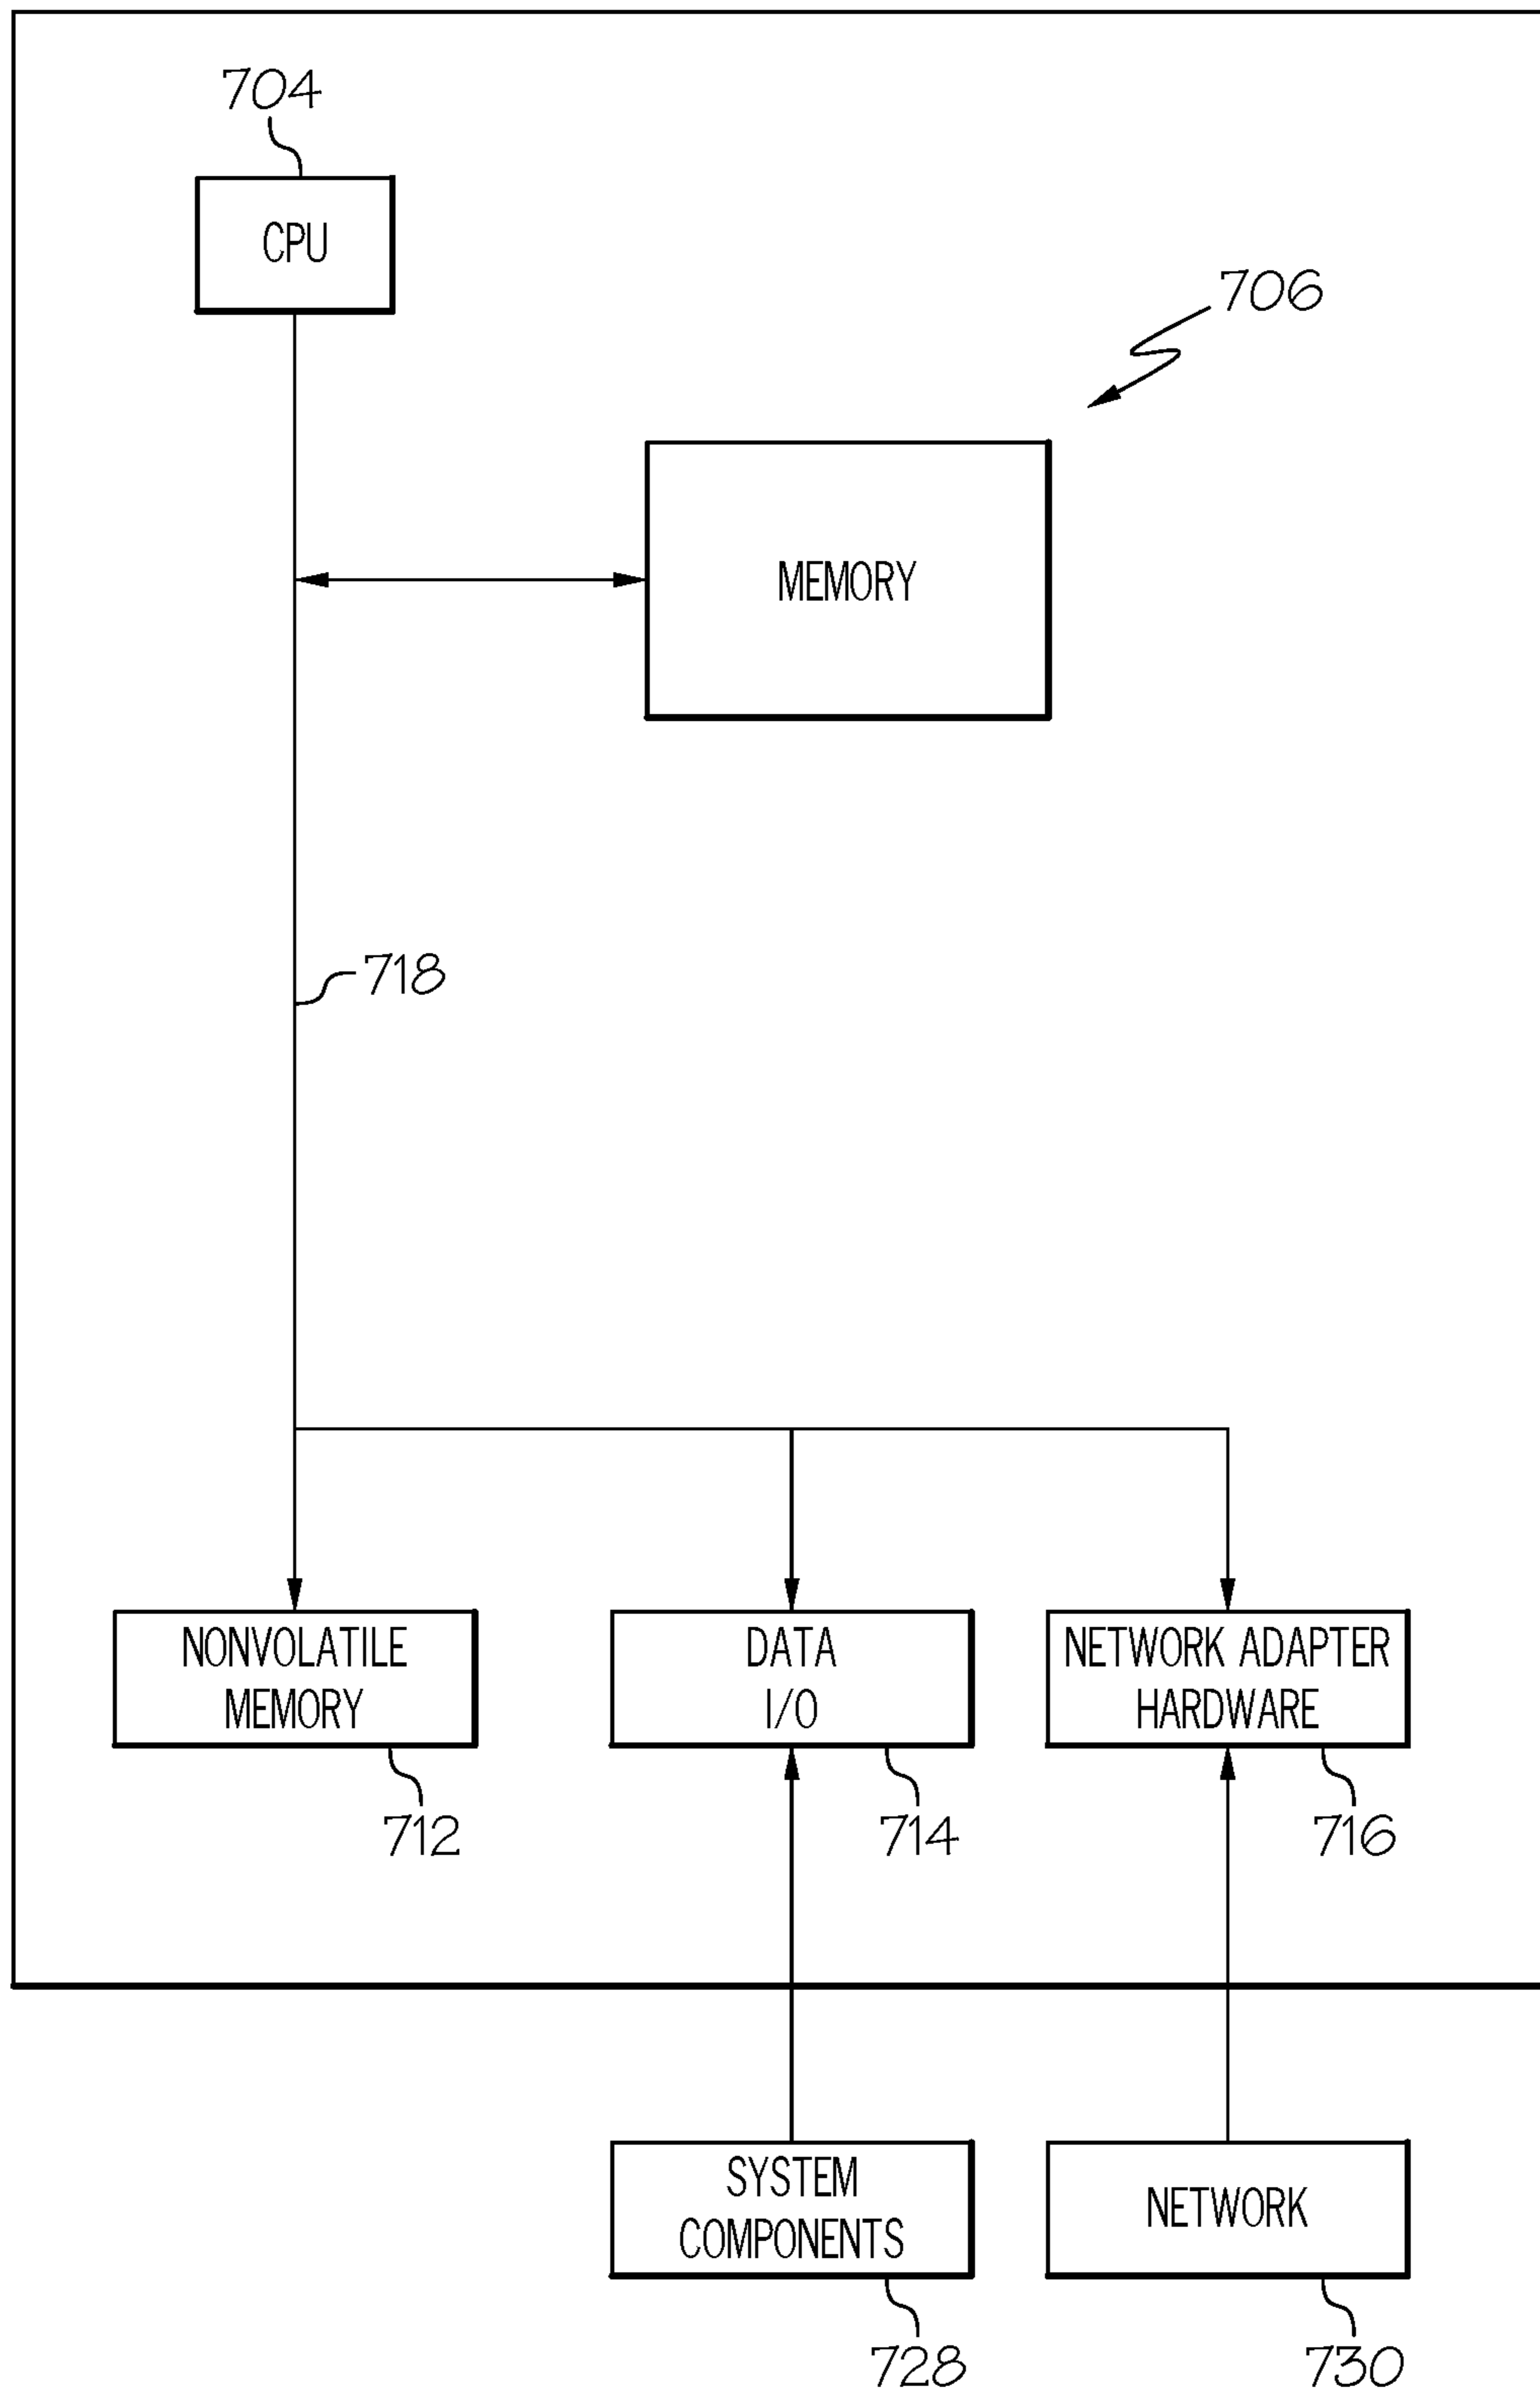 704
CPU
706
MEMORY
718
NONVOLATILE
MEMORY
DATA
I/O
NETWORK ADAPTER
HARDWARE
712
714
716
SYSTEM
COMPONENTS
NETWORK
728
730